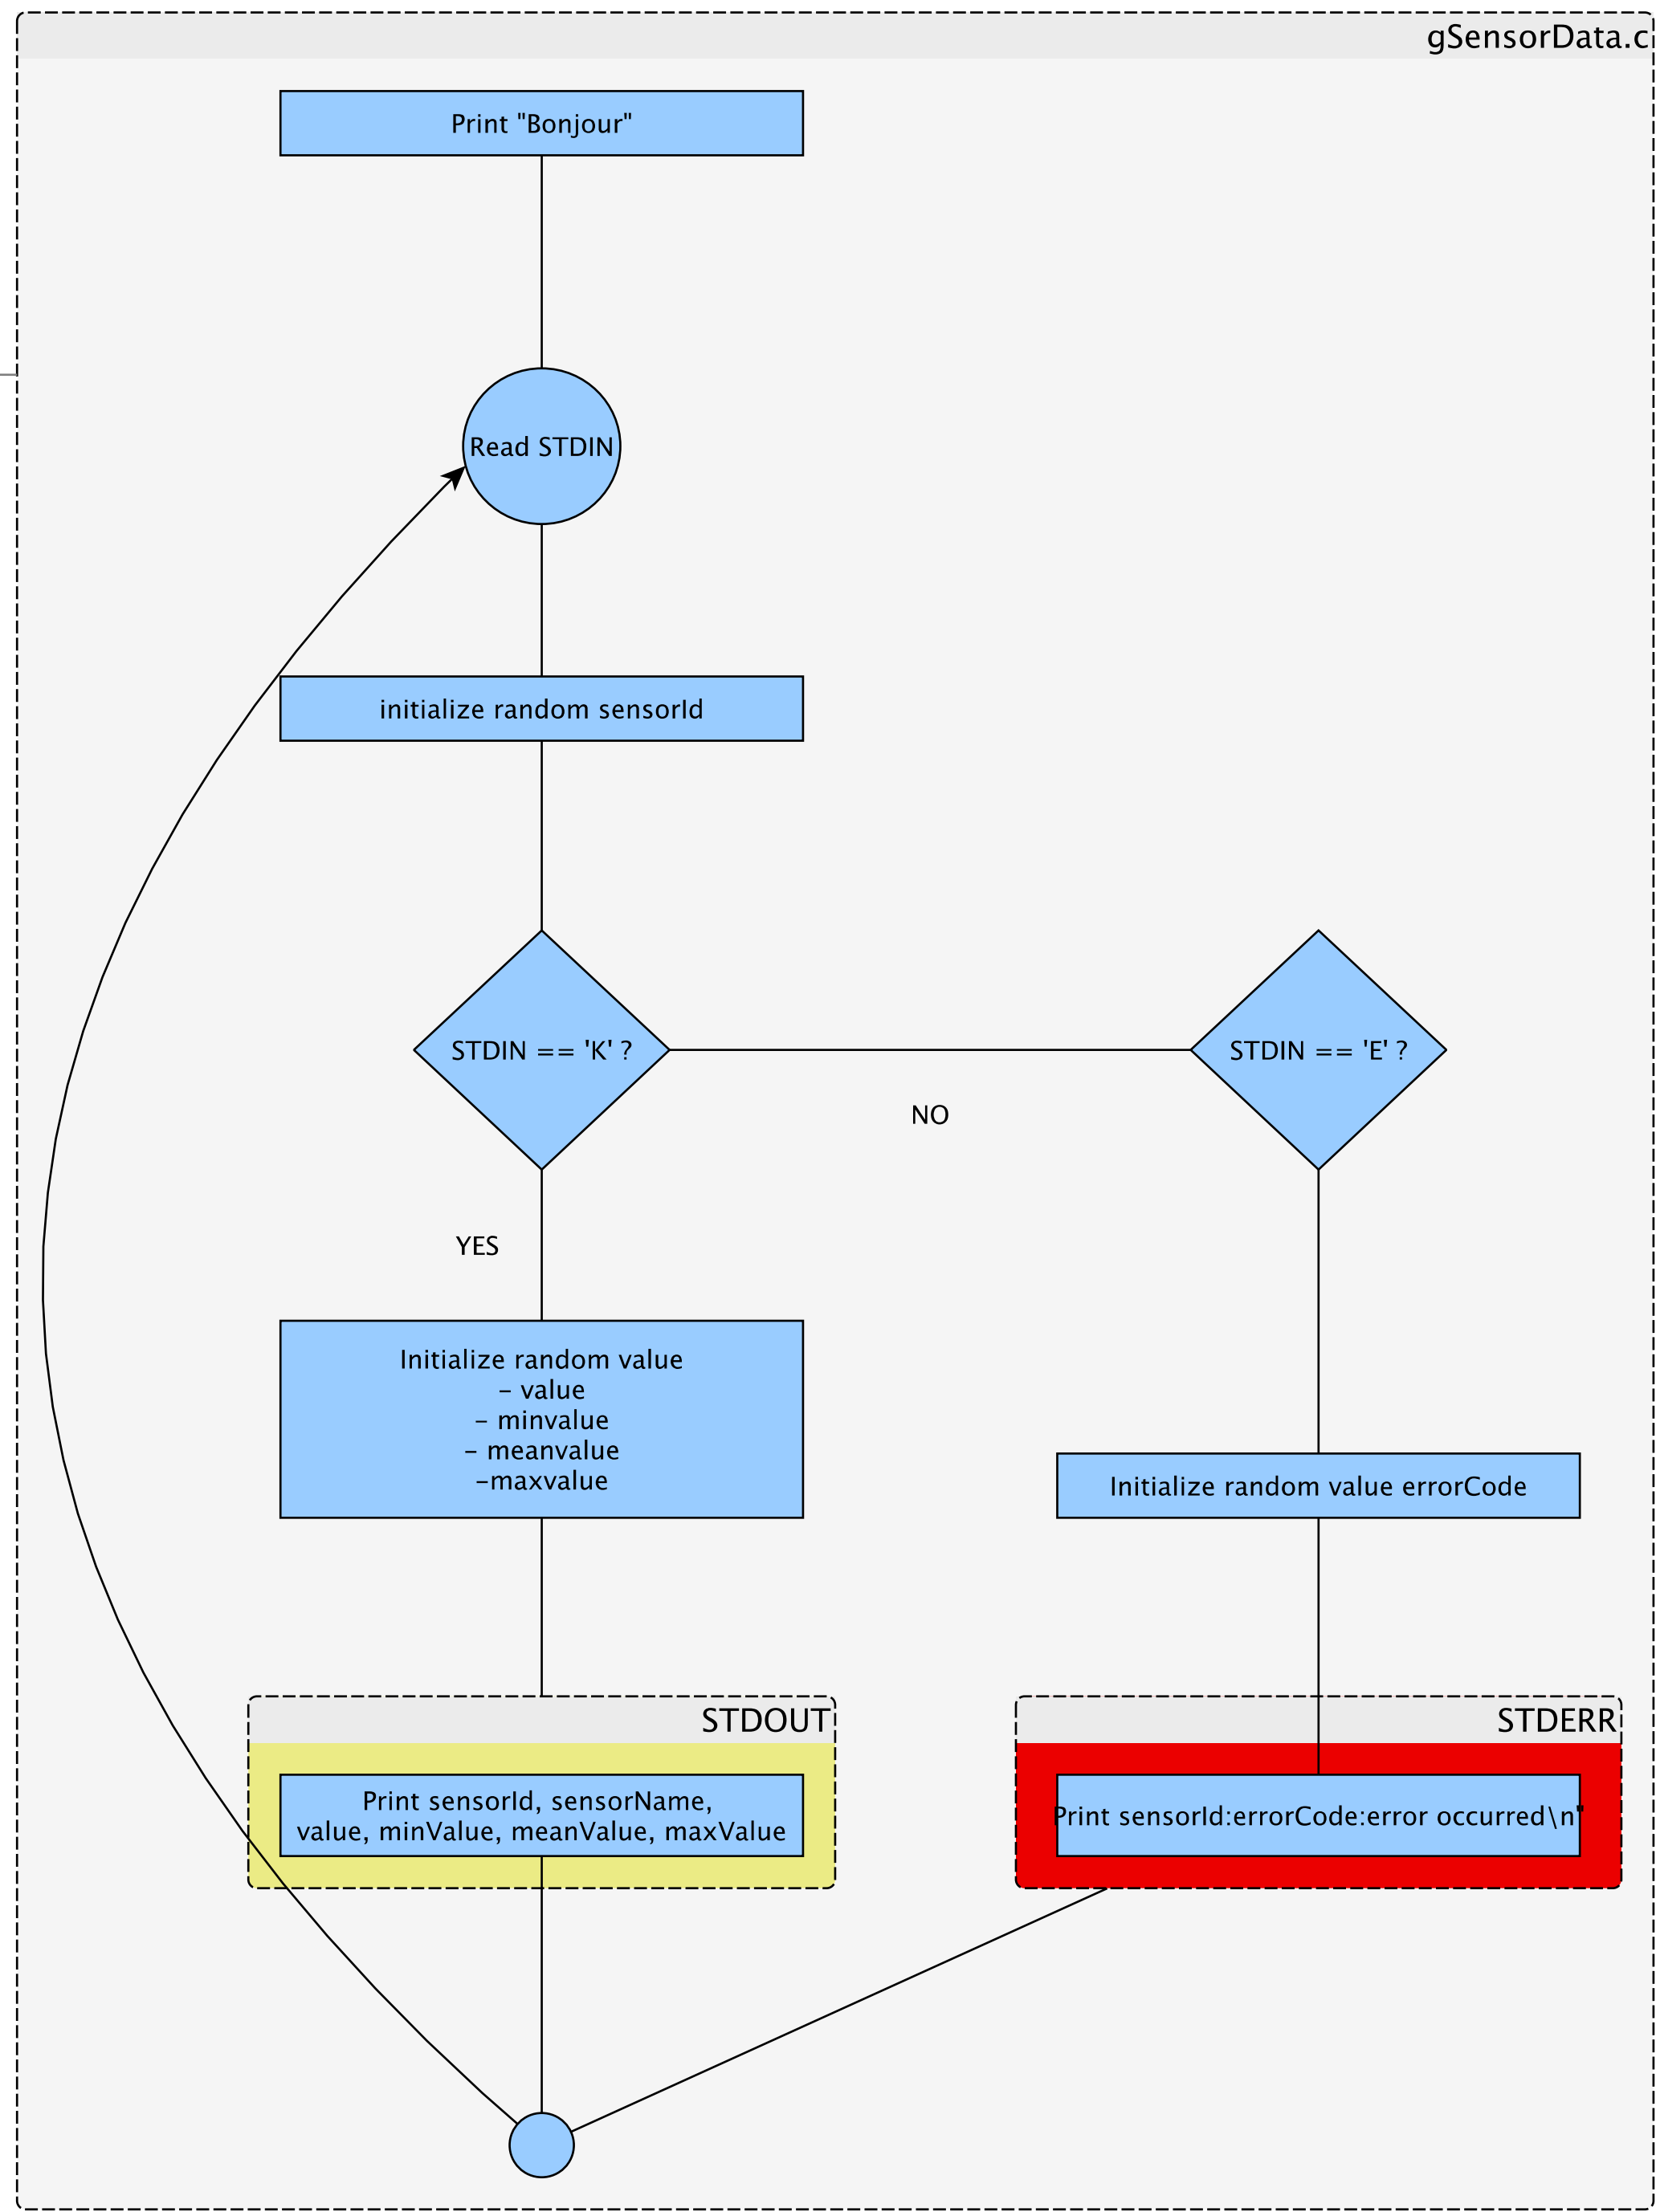 gSensorData.c
Print "Bonjour"
Read STDIN
initialize random sensorId
STDIN == 'K' ?
STDIN == 'E' ?
NO
YES
Initialize random value
- value
- minvalue
- meanvalue
-maxvalue
Initialize random value errorCode
STDOUT
STDERR
Print sensorId, sensorName,
value, minValue, meanValue, maxValue
Print sensorId:errorCode:error occurred\n"